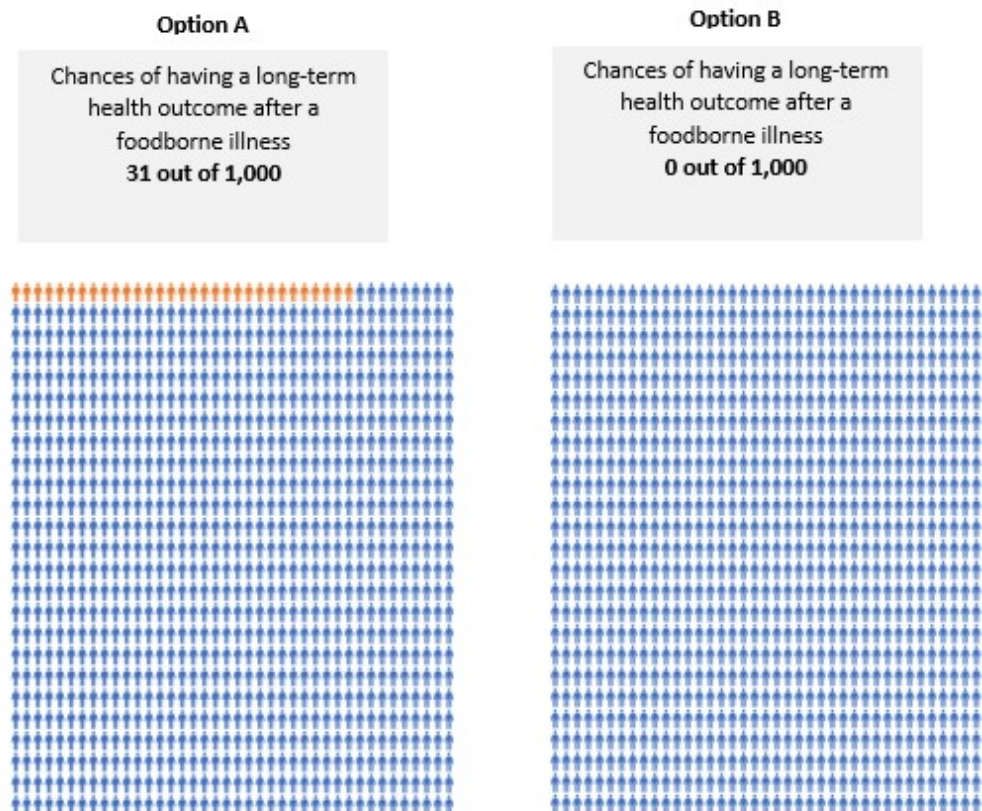 Option A
Chances of having a long-term
health outcome after a
foodborne illness
31 out of 1,000
Option B
Chances of having a long-term
health outcome after a
foodborne illness
0 out of 1,000